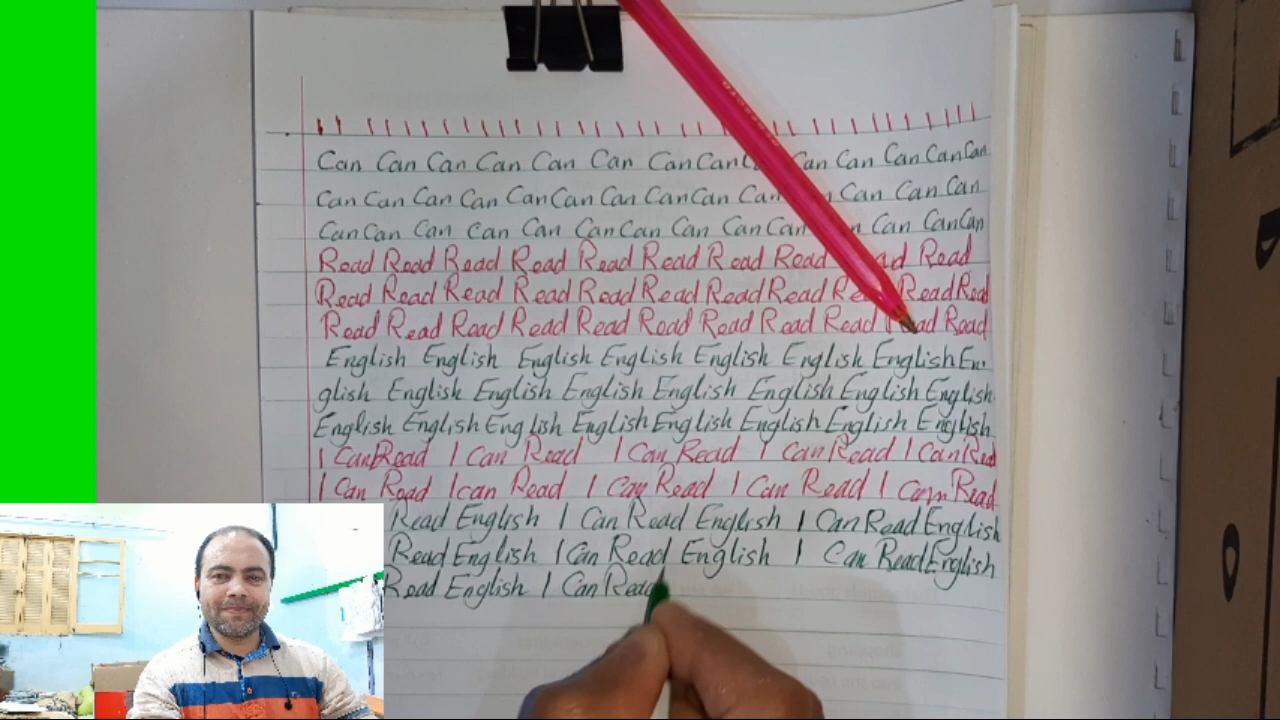 Can Can Can Can Can Can Can Can Can Can Can Can Can
Can Can Can Can Can Can Can Can Can Can Can Can Can
Can Can Can Can Can Can Can Can Can Can Can Can Can
Read Read Read Read Read Read Read Read Read
Read Read Read Read Read Read Read Read Read Read
Read Read Read Read Read Read Read Read Read Read
English English English English English English English En.
glish English English English English English English English
English English English English English English English English
I Can Read I Can Read I Can Read I Can Read I Can Read
I Can Read I can Read I Can Read I Can Read I Can Read
Read English I Can Read English I Can Read English
Read English I Can Read English I Can Read English
Read English I Can Read